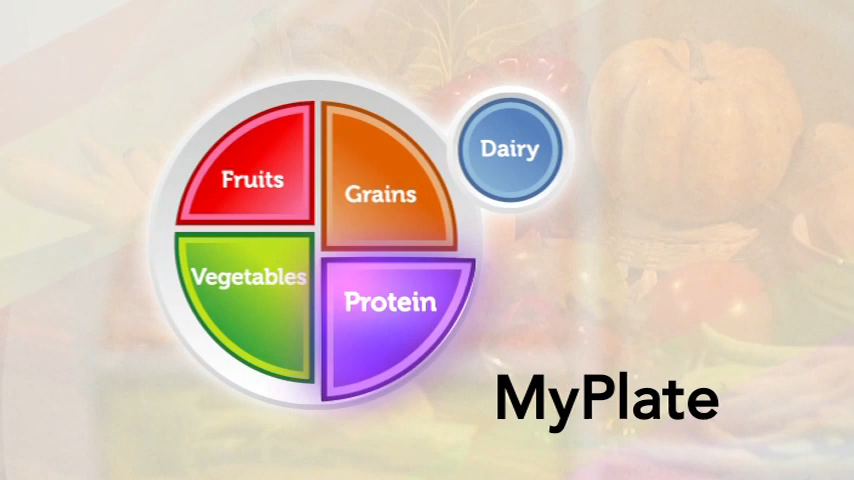 Dairy
Fruits
Grains
Vegetables
Protein
MyPlate